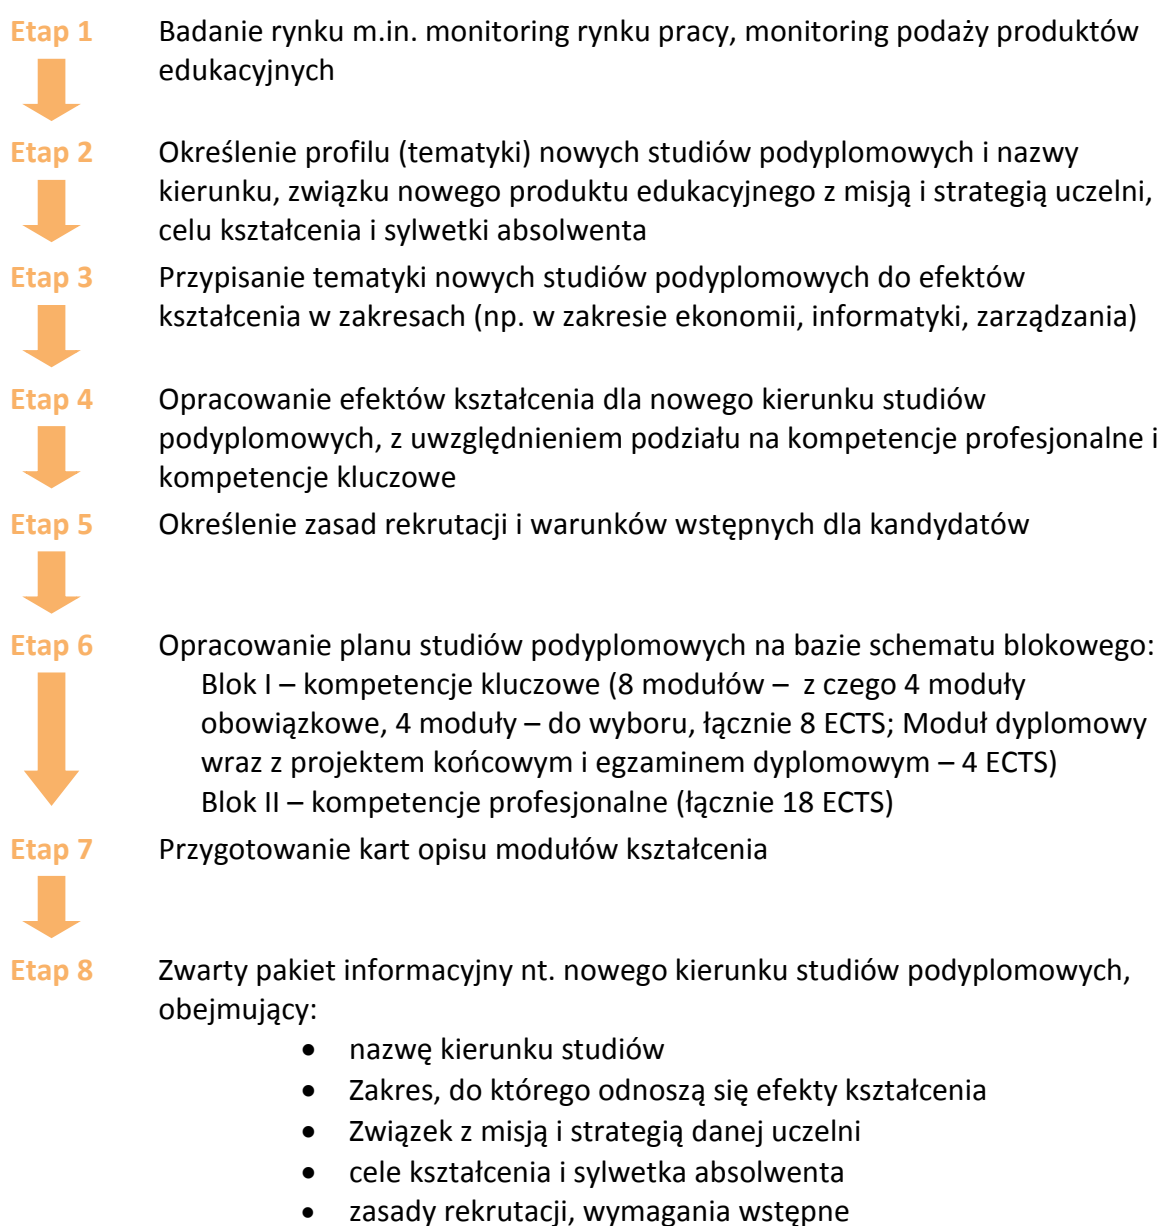 Etap 1 Badanie rynku m.in. monitoring rynku pracy, monitoring podaży produktów
edukacyjnych
Etap 2 Określenie profilu (tematyki) nowych studiów podyplomowych i nazwy
kierunku, związku nowego produktu edukacyjnego z misją i strategią uczelni,
celu kształcenia i sylwetki absolwenta
Etap 3 Przypisanie tematyki nowych studiów podyplomowych do efektów
kształcenia w zakresach (np. w zakresie ekonomii, informatyki, zarządzania)
Etap 4 Opracowanie efektów kształcenia dla nowego kierunku studiów
podyplomowych, z uwzględnieniem podziału na kompetencje profesjonalne i
kompetencje kluczowe
Etap 5 Określenie zasad rekrutacji i warunków wstępnych dla kandydatów
Etap 6 Opracowanie planu studiów podyplomowych na bazie schematu blokowego:
Blok I – kompetencje kluczowe (8 modułów – z czego 4 moduły
obowiązkowe, 4 moduły – do wyboru, łącznie 8 ECTS; Moduł dyplomowy
wraz z projektem końcowym i egzaminem dyplomowym – 4 ECTS)
Blok II – kompetencje profesjonalne (łącznie 18 ECTS)
Etap 7 Przygotowanie kart opisu modułów kształcenia
Etap 8 Zwarty pakiet informacyjny nt. nowego kierunku studiów podyplomowych,
obejmujący:
• nazwę kierunku studiów
• Zakres, do którego odnoszą się efekty kształcenia
• Związek z misją i strategią danej uczelni
• cele kształcenia i sylwetka absolwenta
• zasady rekrutacji, wymagania wstępne